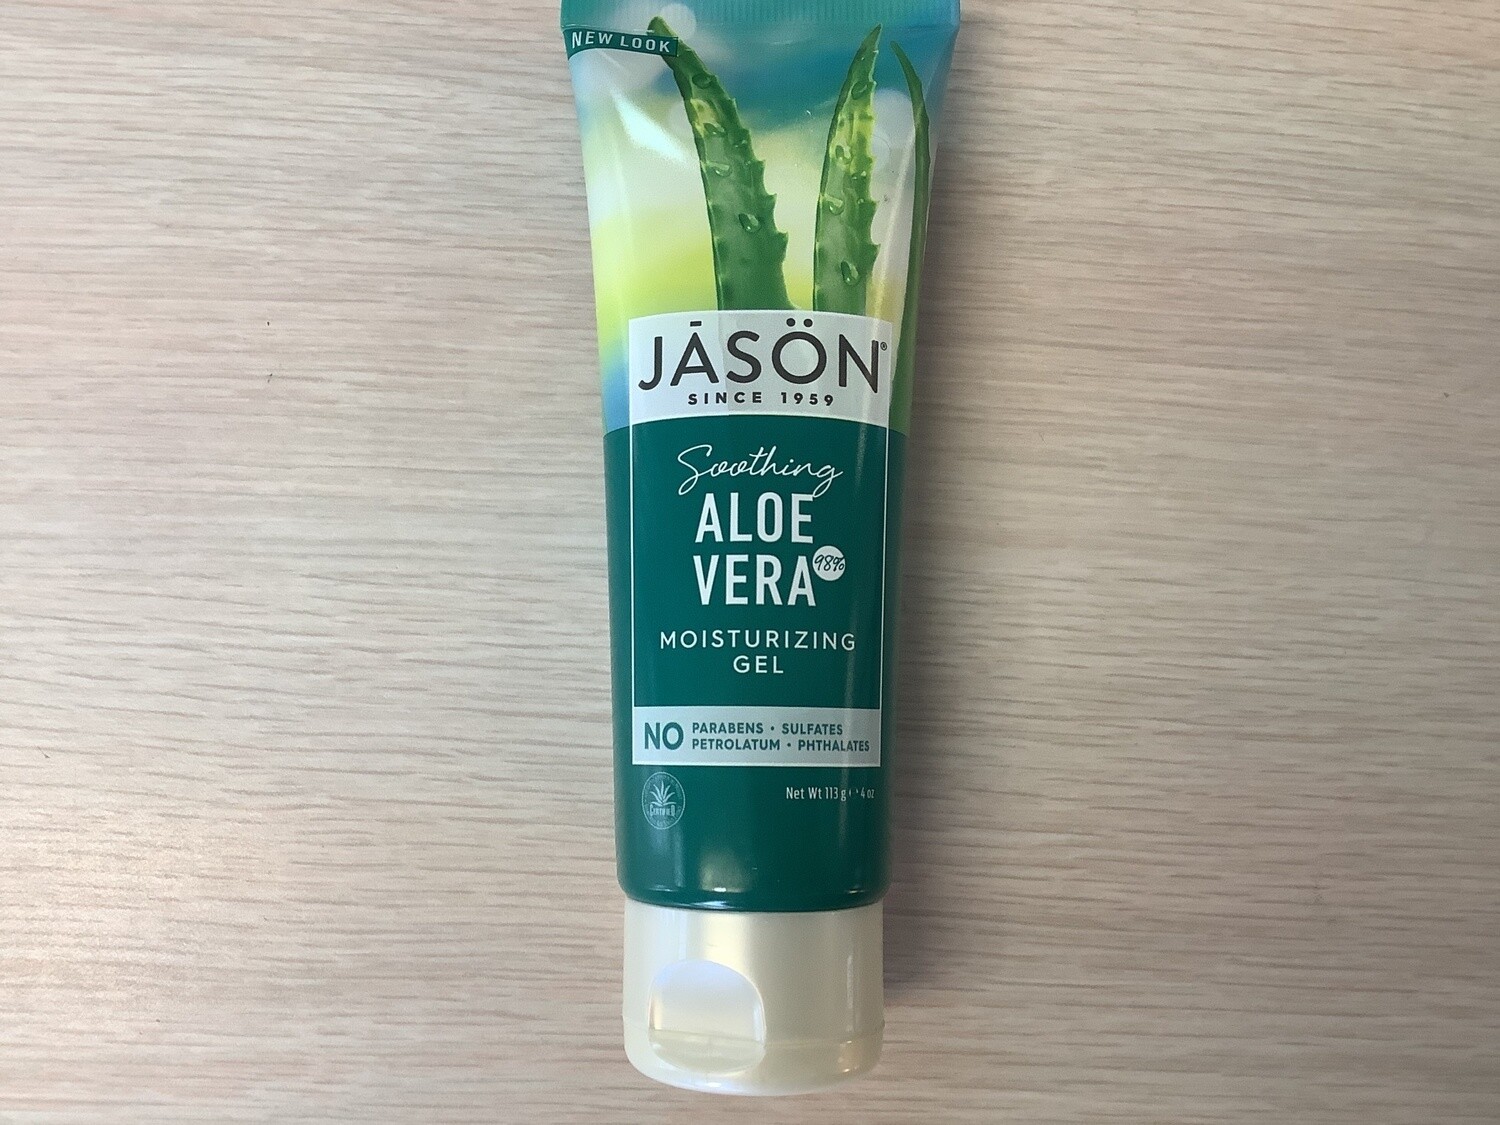 NEW LOOK
JĀSÖN®
SINCE 1959
Soothing
ALOE
VERA 98%
MOISTURIZING
GEL
NO PARABENS • SULFATES
PETROLATUM • PHTHALATES
CERTIFIED
Net Wt 113 g 4 oz